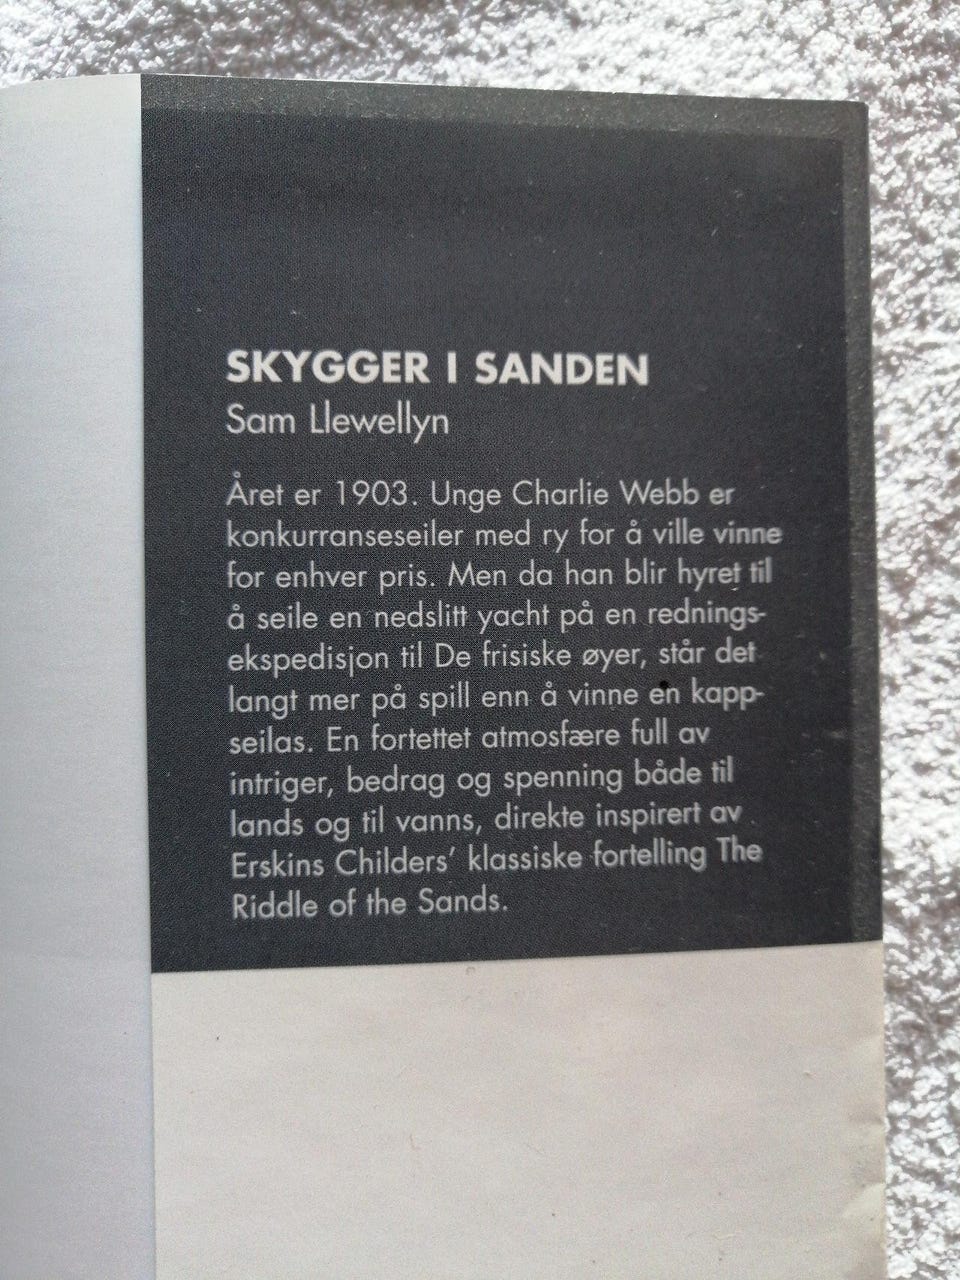 SKYGGER I SANDEN
Sam Llewellyn
Året er 1903. Unge Charlie Webb er
konkurranseseiler med ry for å ville vinne
for enhver pris. Men da han blir hyret til
å seile en nedslitt yacht på en rednings-
ekspedisjon til De frisiske øyer, står det
langt mer på spill enn å vinne en kapp-
seilas. En fortettet atmosfære full av
intriger, bedrag og spenning både til
lands og til vanns, direkte inspirert av
Erskins Childers' klassiske fortelling The
Riddle of the Sands.